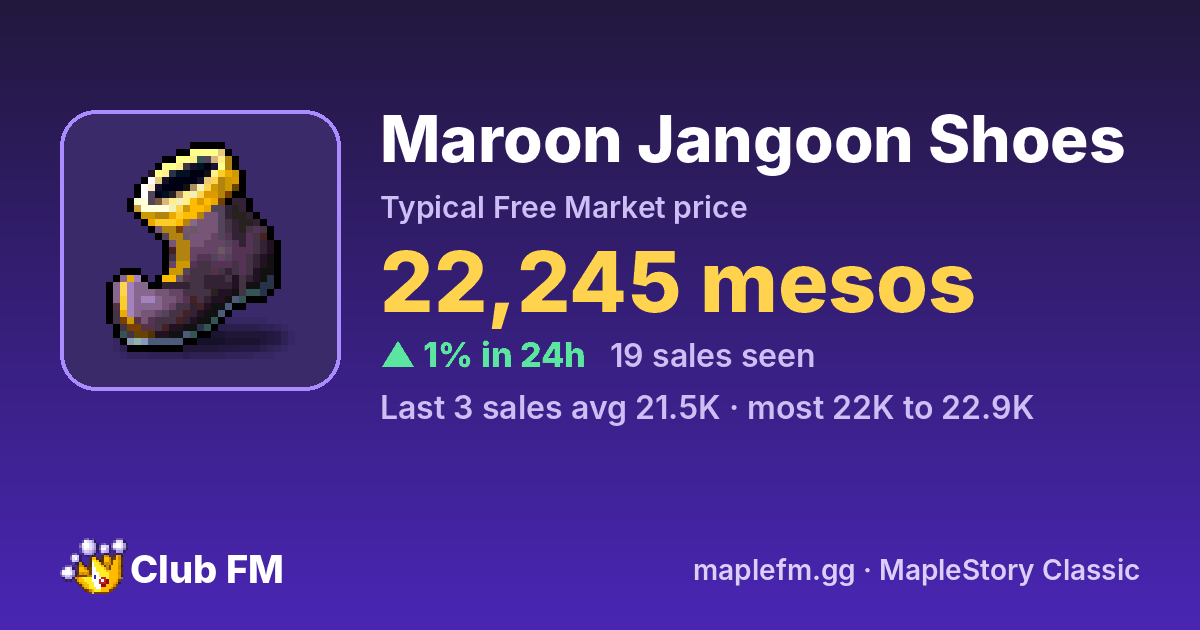 Maroon Jangoon Shoes
Typical Free Market price
22,245 mesos
▲ 1% in 24h 19 sales seen
Last 3 sales avg 21.5K · most 22K to 22.9K
Club FM
maplefm.gg · MapleStory Classic